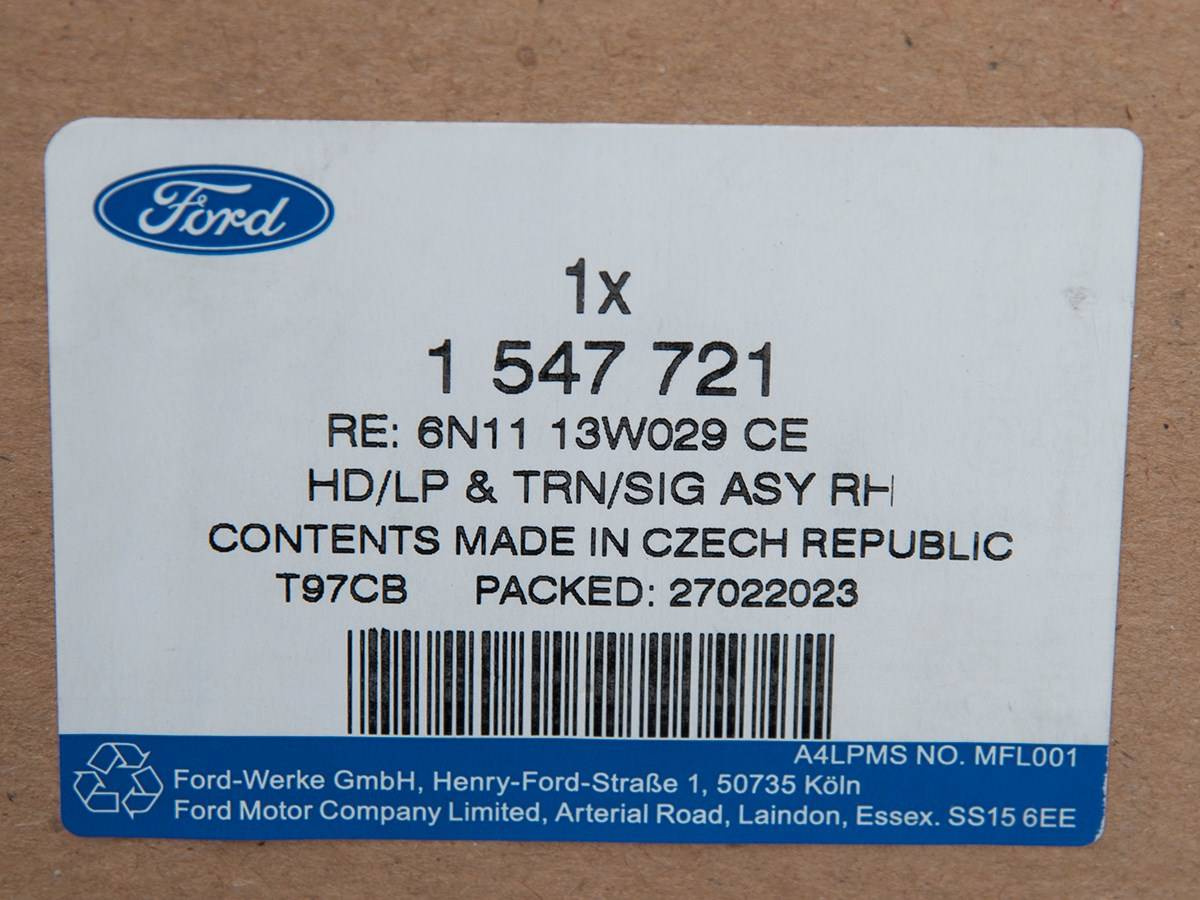 Ford
1x
1 547 721
RE: 6N11 13W029 CE
HD/LP & TRN/SIG ASY RH
CONTENTS MADE IN CZECH REPUBLIC
T97CB PACKED: 27022023
A4LPMS NO. MFL001
Ford-Werke GmbH, Henry-Ford-Straße 1, 50735 Köln
Ford Motor Company Limited, Arterial Road, Laindon, Essex. SS15 6EE